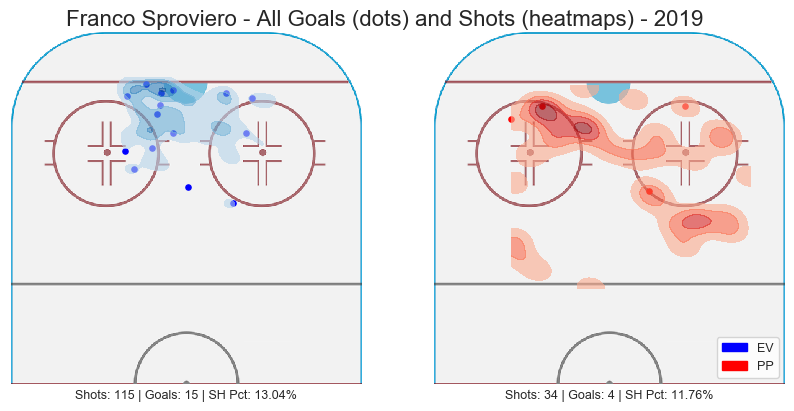 Franco Sproviero - All Goals (dots) and Shots (heatmaps) - 2019
EV
PP
Shots: 115 | Goals: 15 | SH Pct: 13.04%
Shots: 34 | Goals: 4 | SH Pct: 11.76%